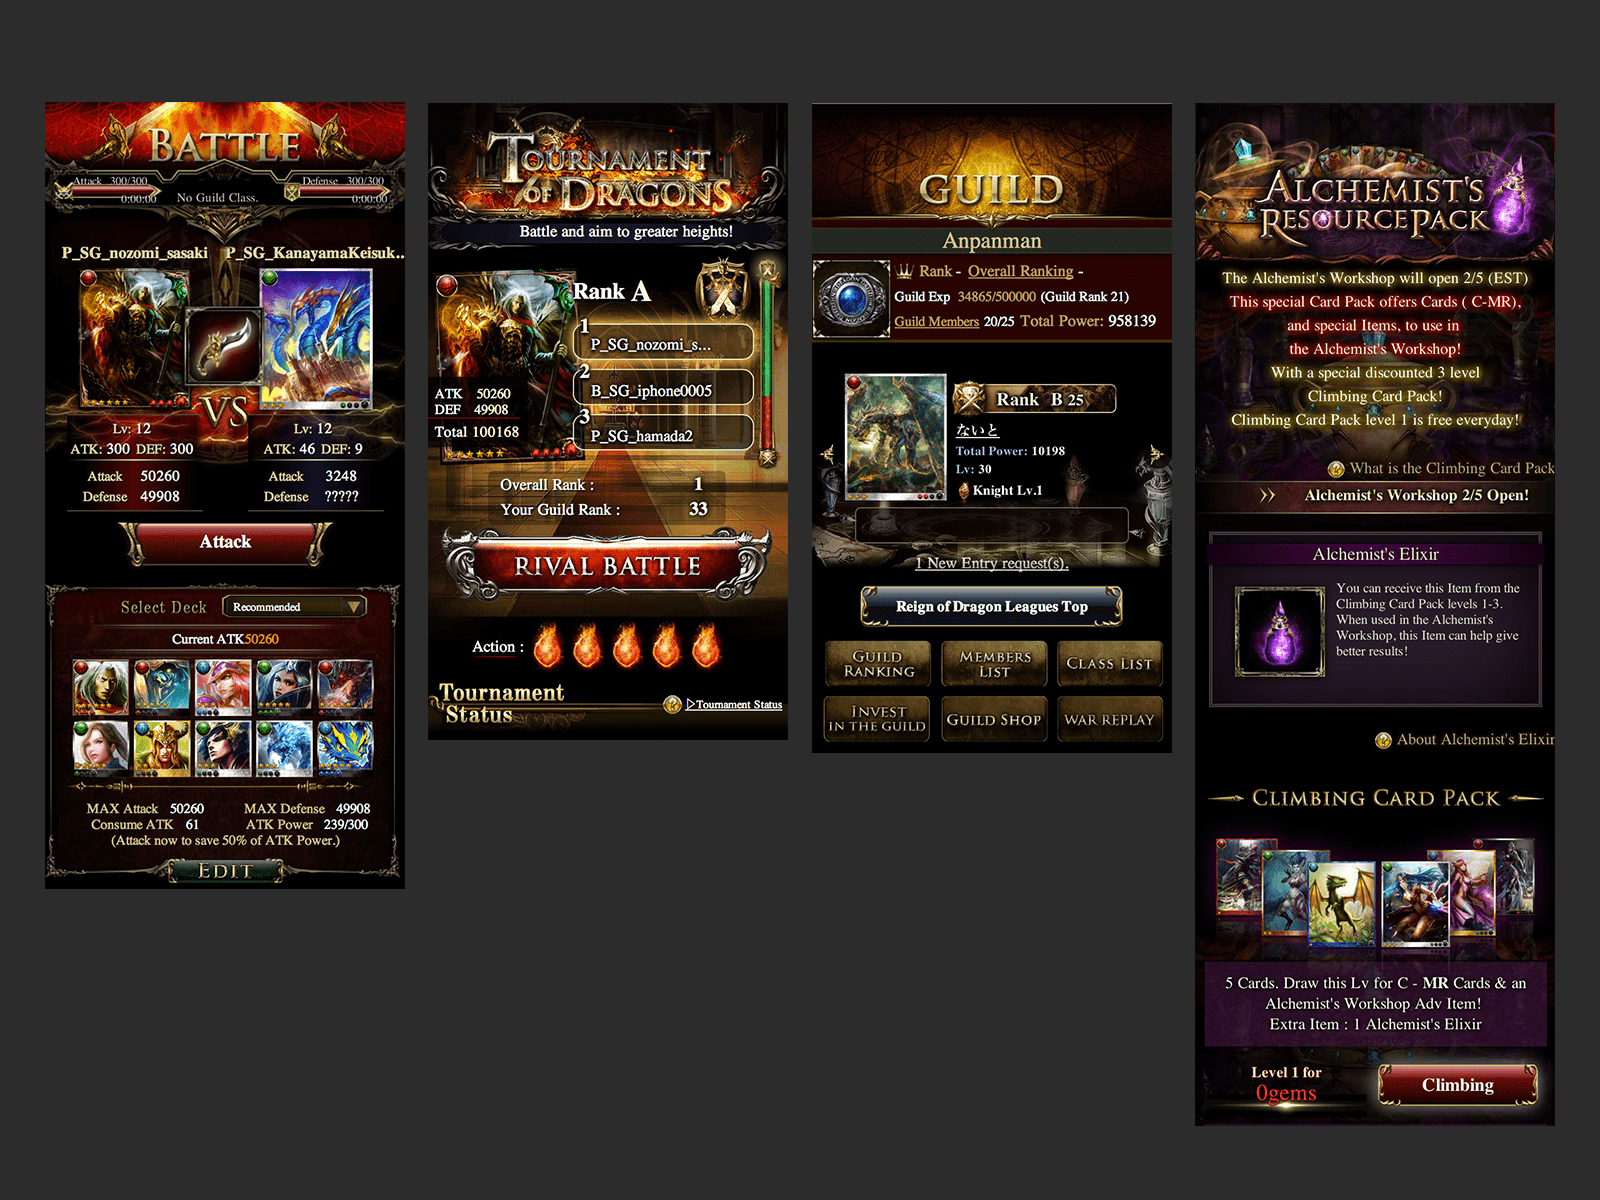 BATTLE
Attack 300/300
0:00:00
No Guild Class.
Defense 300/300
0:00:00
P_SG_nozomi_sasaki
P_SG_KanayamaKeisuk..
VS
Lv: 12
ATK: 300 DEF: 300
Attack 50260
Defense 49908
Lv: 12
ATK: 46 DEF: 9
Attack 3248
Defense ?????
Attack
Select Deck
Recommended
Current ATK50260
MAX Attack 50260
MAX Defense 49908
Consume ATK 61
ATK Power 239/300
(Attack now to save 50% of ATK Power.)
EDIT
TOURNAMENT
OF DRAGONS
Battle and aim to greater heights!
Rank A
1
P_SG_nozomi_s...
2
B_SG_iphone0005
3
P_SG_hamada2
ATK 50260
DEF 49908
Total 100168
Overall Rank : 1
Your Guild Rank : 33
RIVAL BATTLE
Action :
Tournament
Status
?
▷Tournament Status
GUILD
Anpanman
Rank - Overall Ranking -
Guild Exp 34865/500000 (Guild Rank 21)
Guild Members 20/25 Total Power: 958139
Rank B 25
ないと
Total Power: 10198
Lv: 30
Knight Lv.1
1 New Entry request(s).
Reign of Dragon Leagues Top
GUILD
RANKING
MEMBERS
LIST
CLASS LIST
INVEST
IN THE GUILD
GUILD SHOP
WAR REPLAY
ALCHEMIST'S
RESOURCE PACK
The Alchemist's Workshop will open 2/5 (EST)
This special Card Pack offers Cards ( C-MR),
and special Items, to use in
the Alchemist's Workshop!
With a special discounted 3 level
Climbing Card Pack!
Climbing Card Pack level 1 is free everyday!
? What is the Climbing Card Pack
Alchemist's Workshop 2/5 Open!
Alchemist's Elixir
You can receive this Item from the
Climbing Card Pack levels 1-3.
When used in the Alchemist's
Workshop, this Item can help give
better results!
? About Alchemist's Elixir
CLIMBING CARD PACK
5 Cards. Draw this Lv for C - MR Cards & an
Alchemist's Workshop Adv Item!
Extra Item : 1 Alchemist's Elixir
Level 1 for
0gems
Climbing